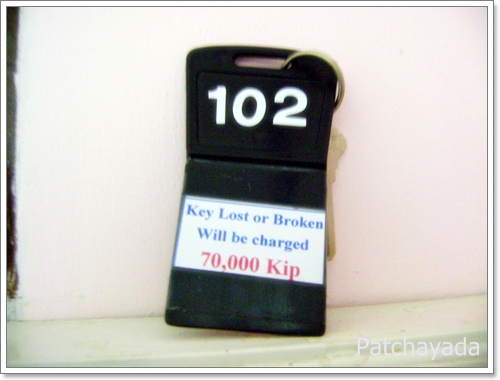 102
Key Lost or Broken
Will be charged
70,000 Kip
Patchayada